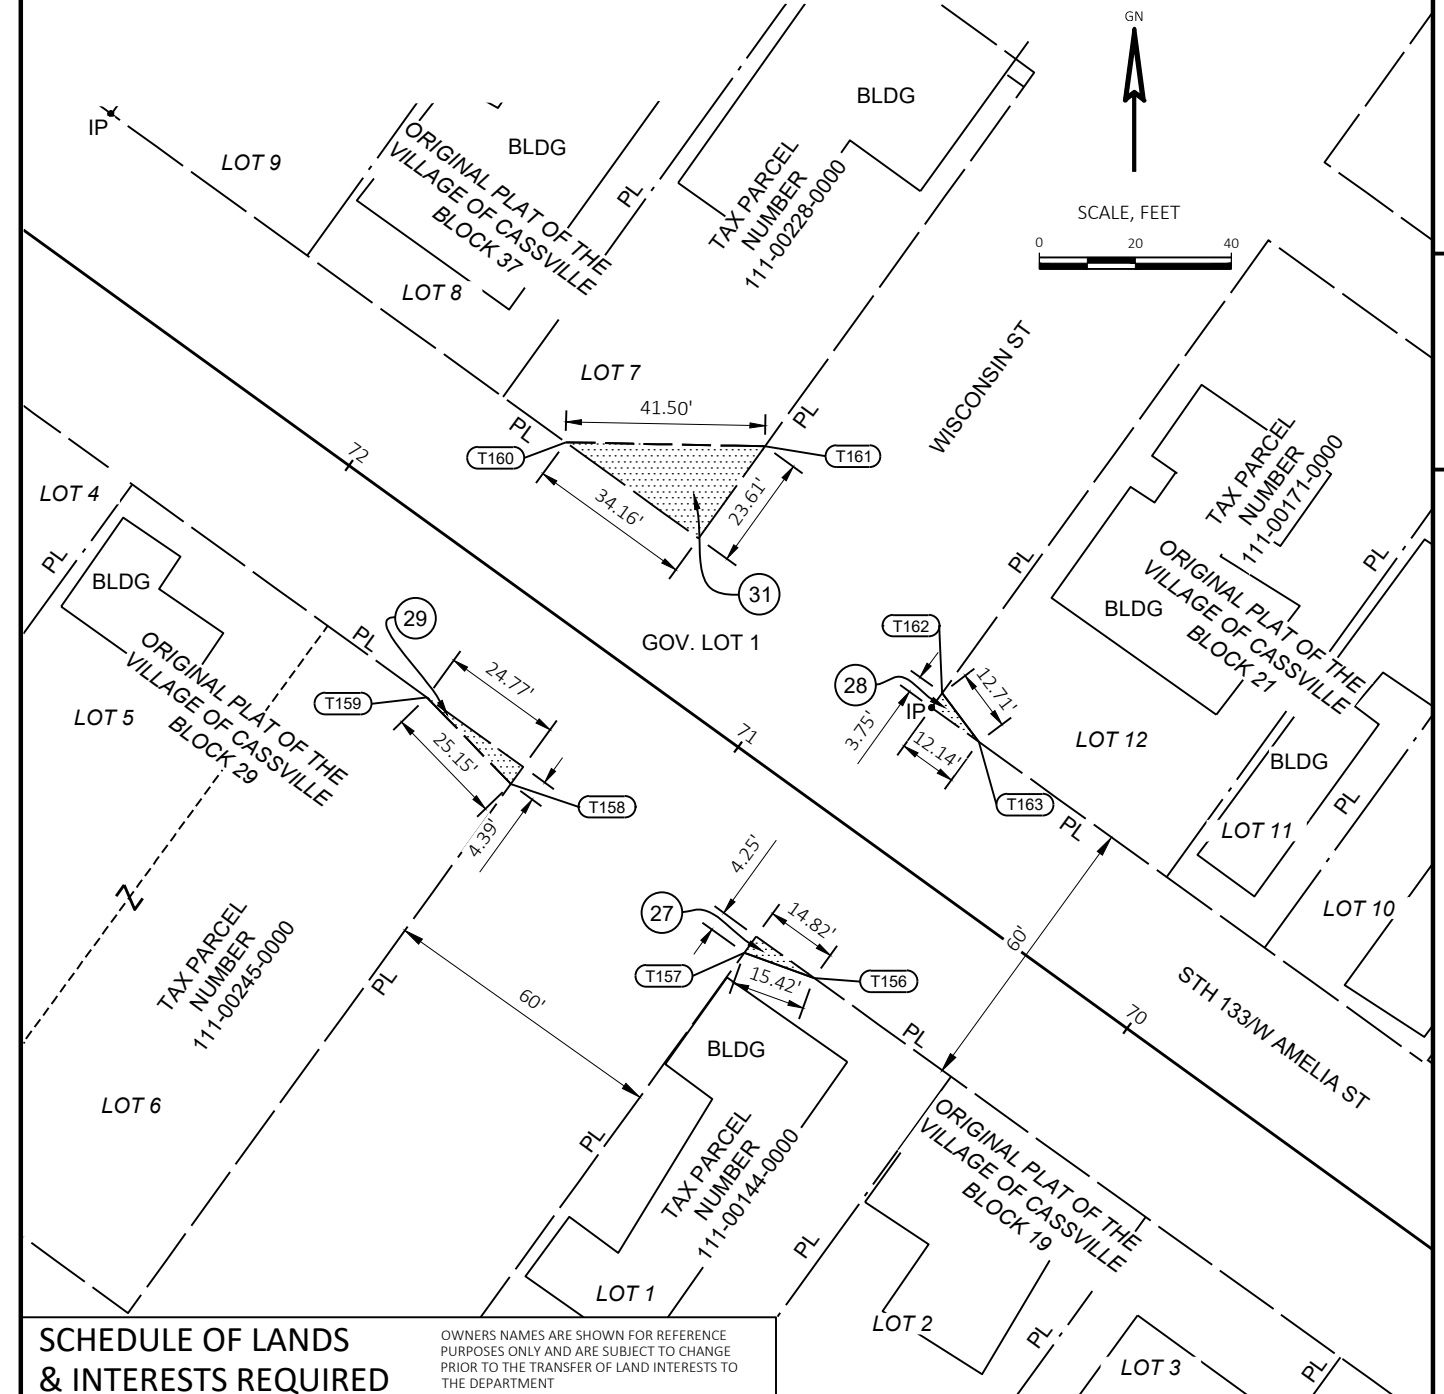 GN
SCALE, FEET
0 20 40
IP
LOT 9
BLDG
BLDG
ORIGINAL PLAT OF THE
VILLAGE OF CASSVILLE
BLOCK 37
PL
TAX PARCEL
NUMBER
111-00228-0000
LOT 8
LOT 7
WISCONSIN ST
41.50'
PL
PL
T160
T161
34.16'
23.61'
31
72
LOT 4
PL
BLDG
29
PL
ORIGINAL PLAT OF THE
VILLAGE OF CASSVILLE
BLOCK 29
LOT 5
T159
24.77'
25.15'
T158
4.39'
GOV. LOT 1
71
TAX PARCEL
NUMBER
111-00171-0000
PL
PL
BLDG
ORIGINAL PLAT OF THE
VILLAGE OF CASSVILLE
BLOCK 21
T162
28
IP
12.71'
3.75'
12.14'
T163
LOT 12
BLDG
PL
PL
LOT 11
LOT 10
4.25'
27
14.82'
T157
15.42'
T156
60'
Z
TAX PARCEL
NUMBER
111-00245-0000
PL
60'
PL
70
STH 133/W AMELIA ST
BLDG
LOT 6
PL
TAX PARCEL
NUMBER
111-00144-0000
ORIGINAL PLAT OF THE
VILLAGE OF CASSVILLE
BLOCK 19
PL
LOT 1
LOT 2
PL
LOT 3
PL
SCHEDULE OF LANDS
& INTERESTS REQUIRED
OWNERS NAMES ARE SHOWN FOR REFERENCE
PURPOSES ONLY AND ARE SUBJECT TO CHANGE
PRIOR TO THE TRANSFER OF LAND INTERESTS TO
THE DEPARTMENT